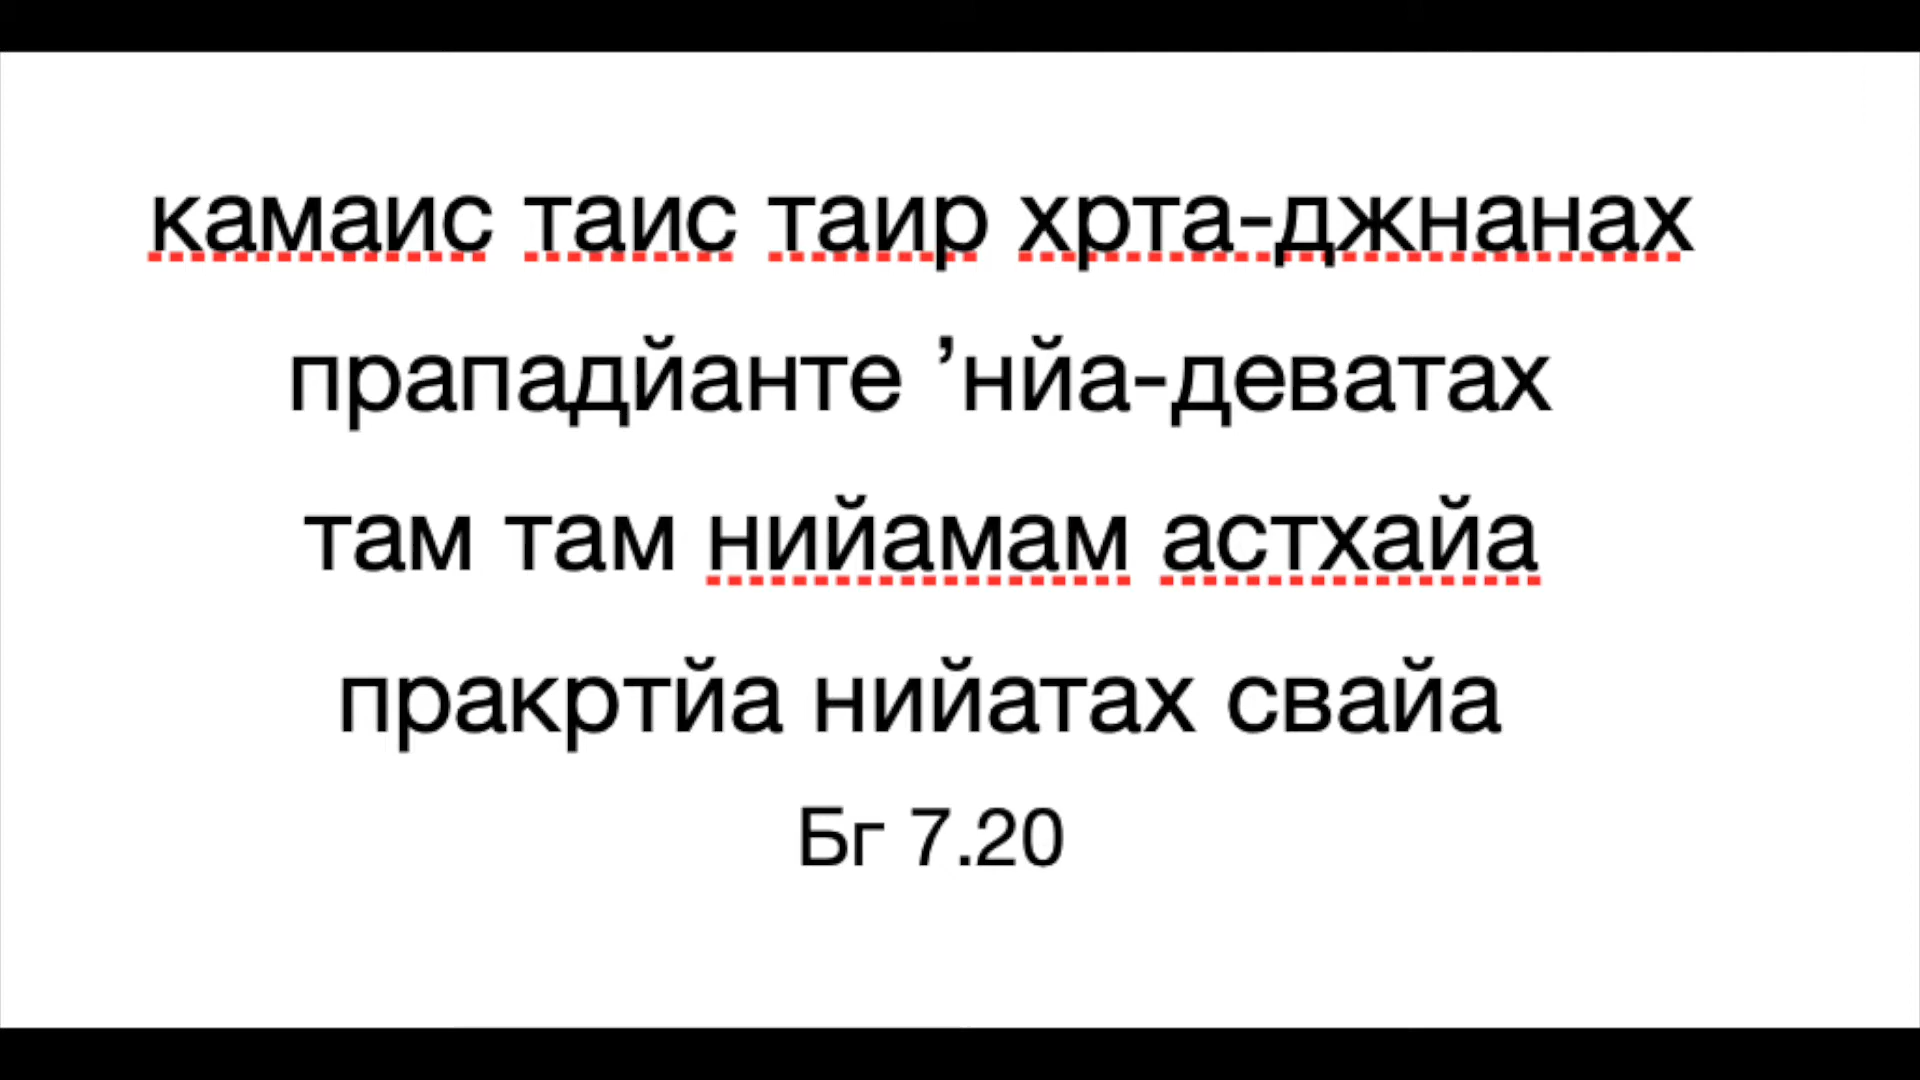 камаис таис таир хрта-джнанах
прападйанте ’нйа-деватах
там там нийамам астхайа
пракртйа нийатах свайа
Бг 7.20